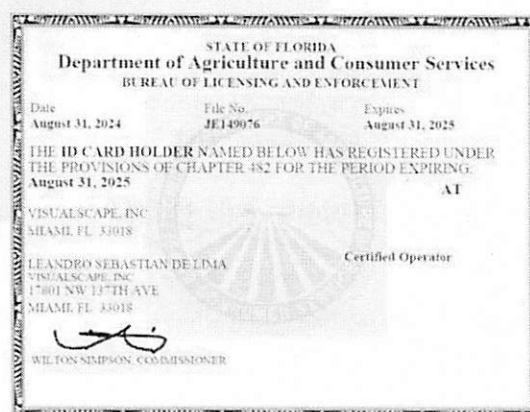 STATE OF FLORIDA
Department of Agriculture and Consumer Services
BUREAU OF LICENSING AND ENFORCEMENT
Date File No. Expires
August 31, 2024 JE149076 August 31, 2025
THE ID CARD HOLDER NAMED BELOW HAS REGISTERED UNDER
THE PROVISIONS OF CHAPTER 482 FOR THE PERIOD EXPIRING:
August 31, 2025 AT
VISUALSCAPE, INC
MIAMI, FL 33018
Certified Operator
LEANDRO SEBASTIAN DE LIMA
VISUALSCAPE, INC
17801 NW 137TH AVE
MIAMI, FL 33018
WILTON SIMPSON, COMMISSIONER